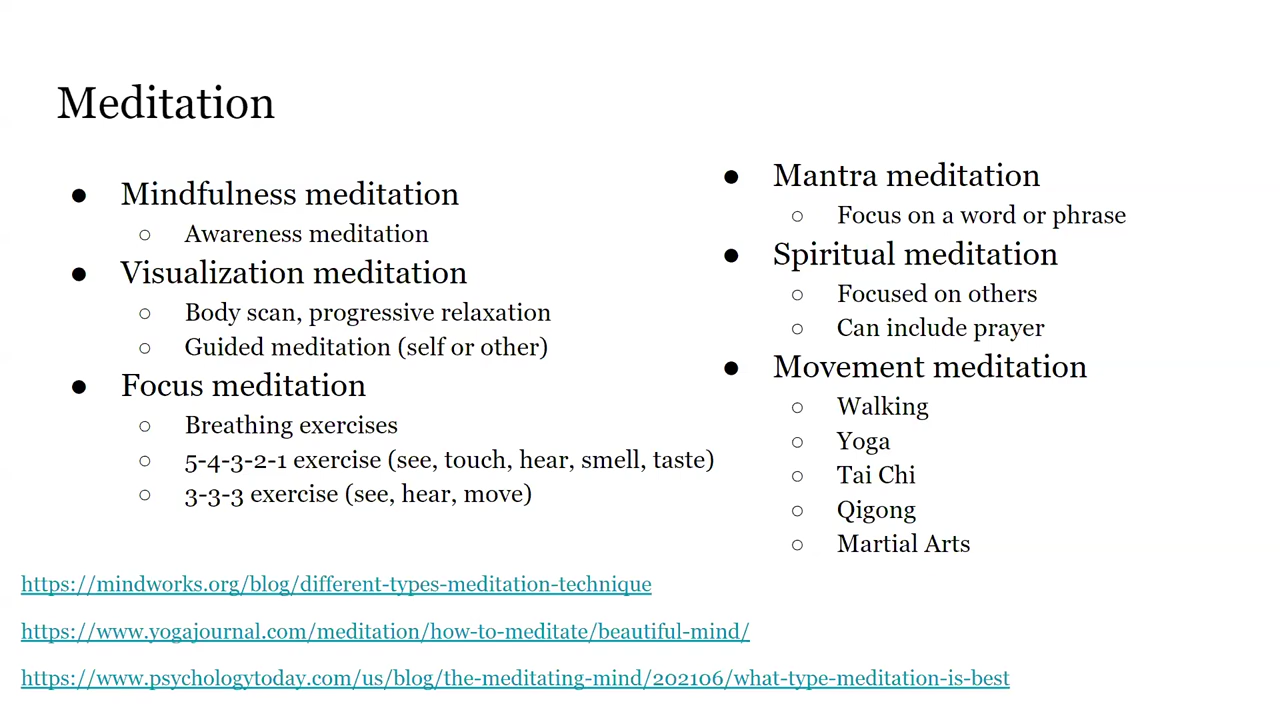 Meditation
● Mindfulness meditation
○ Awareness meditation
● Visualization meditation
○ Body scan, progressive relaxation
○ Guided meditation (self or other)
● Focus meditation
○ Breathing exercises
○ 5-4-3-2-1 exercise (see, touch, hear, smell, taste)
○ 3-3-3 exercise (see, hear, move)
● Mantra meditation
○ Focus on a word or phrase
● Spiritual meditation
○ Focused on others
○ Can include prayer
● Movement meditation
○ Walking
○ Yoga
○ Tai Chi
○ Qigong
○ Martial Arts
https://mindworks.org/blog/different-types-meditation-technique
https://www.yogajournal.com/meditation/how-to-meditate/beautiful-mind/
https://www.psychologytoday.com/us/blog/the-meditating-mind/202106/what-type-meditation-is-best